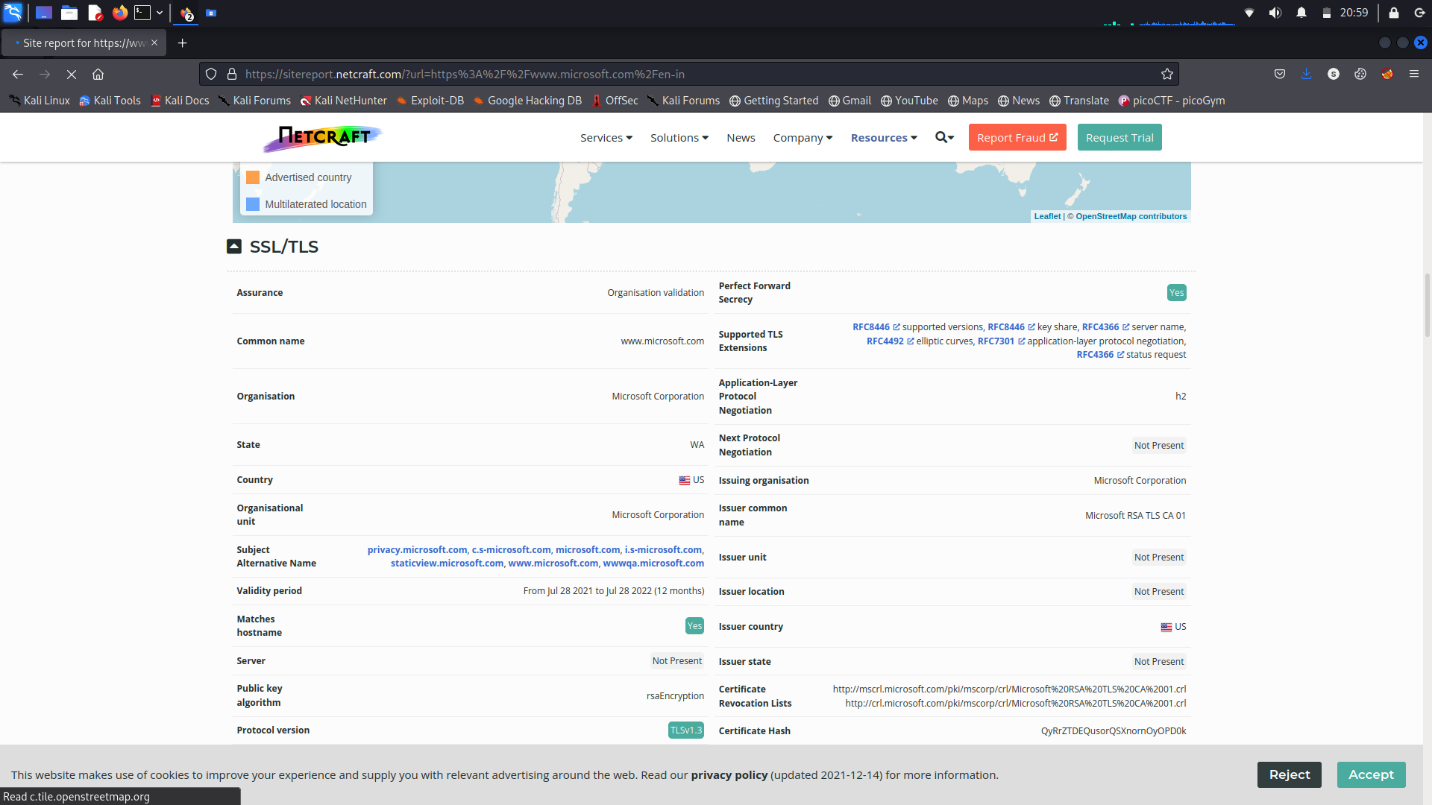 20:59
Site report for https://ww
https://sitereport.netcraft.com/?url=https%3A%2F%2Fwww.microsoft.com%2Fen-in
Kali Linux Kali Tools Kali Docs Kali Forums Kali NetHunter Exploit-DB Google Hacking DB OffSec Kali Forums Getting Started Gmail YouTube Maps News Translate picoCTF - picoGym
NETCRAFT Services Solutions News Company Resources Report Fraud Request Trial
Advertised country
Multilaterated location
Leaflet | © OpenStreetMap contributors
SSL/TLS
Assurance Organisation validation
Common name www.microsoft.com
Organisation Microsoft Corporation
State WA
Country US
Organisational
unit Microsoft Corporation
Subject
Alternative Name
privacy.microsoft.com, c.s-microsoft.com, microsoft.com, i.s-microsoft.com,
staticview.microsoft.com, www.microsoft.com, wwwqa.microsoft.com
Validity period From Jul 28 2021 to Jul 28 2022 (12 months)
Matches
hostname Yes
Server Not Present
Public key
algorithm rsaEncryption
Protocol version TLSv1.3
Perfect Forward
Secrecy Yes
Supported TLS
Extensions
RFC8446 supported versions, RFC8446 key share, RFC4366 server name,
RFC4492 elliptic curves, RFC7301 application-layer protocol negotiation,
RFC4366 status request
Application-Layer
Protocol
Negotiation h2
Next Protocol
Negotiation Not Present
Issuing organisation Microsoft Corporation
Issuer common
name Microsoft RSA TLS CA 01
Issuer unit Not Present
Issuer location Not Present
Issuer country US
Issuer state Not Present
Certificate
Revocation Lists
http://mscrl.microsoft.com/pki/mscorp/crl/Microsoft%20RSA%20TLS%20CA%2001.crl
http://crl.microsoft.com/pki/mscorp/crl/Microsoft%20RSA%20TLS%20CA%2001.crl
Certificate Hash QyRrZTDEQusorQSXnornOyOPD0k
This website makes use of cookies to improve your experience and supply you with relevant advertising around the web. Read our privacy policy (updated 2021-12-14) for more information.
Reject Accept
Read c.tile.openstreetmap.org